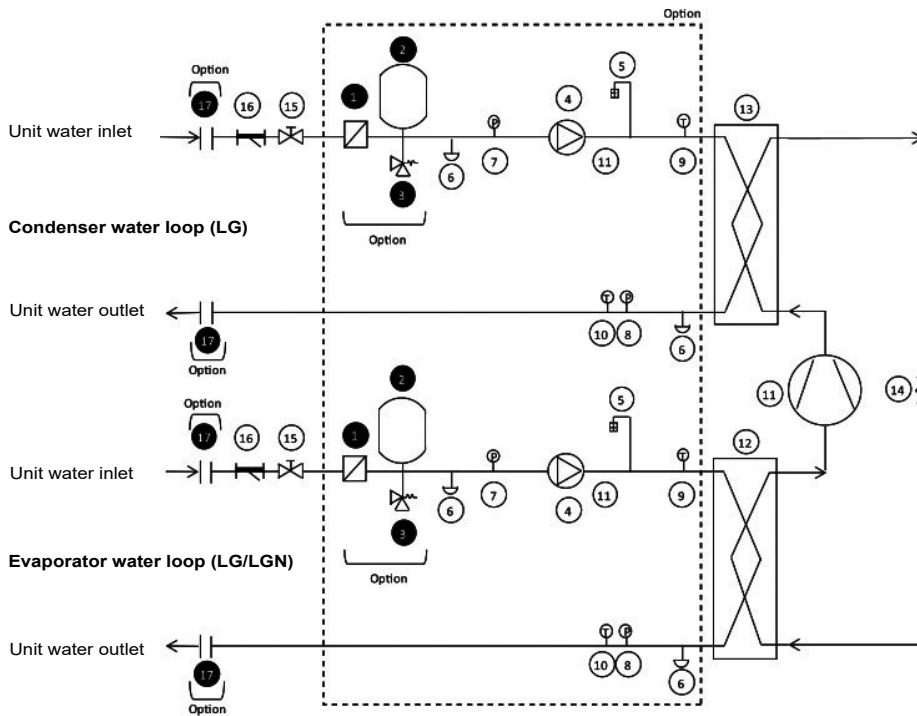 Option
Option
17 16 15 1 2 5 4 13
P T
Unit water inlet
3 6 7 11 9
Condenser water loop (LG)
Option
Unit water outlet
T P
17 10 8 6
Option
2 11 14
Option
17 16 15 1 5 12
P T
Unit water inlet
3 6 7 4 11 9
Evaporator water loop (LG/LGN)
Option
T P
Unit water outlet
17 10 8 6
Option